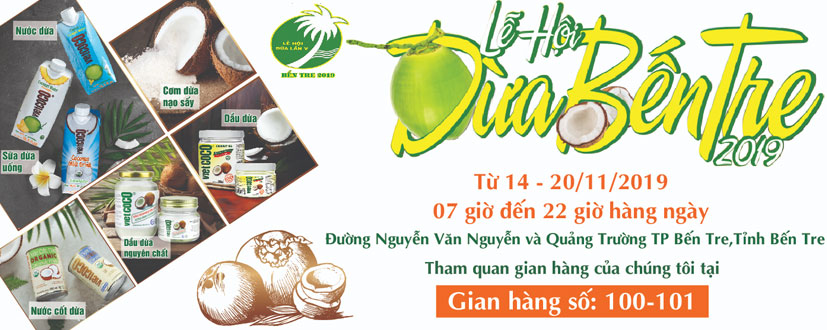 Nước dừa
COCOXIM
Sữa dừa
uống
Cơm dừa
nạo sấy
Dầu dừa
VIETCOCO
Dầu dừa
nguyên chất
ORGANIC
Nước cốt dừa
LỄ HỘI
DỪA LẦN V
BẾN TRE 2019
Lễ Hội
Dừa Bến Tre
2019
Từ 14 - 20/11/2019
07 giờ đến 22 giờ hàng ngày
Đường Nguyễn Văn Nguyễn và Quảng Trường TP Bến Tre,Tỉnh Bến Tre
Tham quan gian hàng của chúng tôi tại
Gian hàng số: 100-101